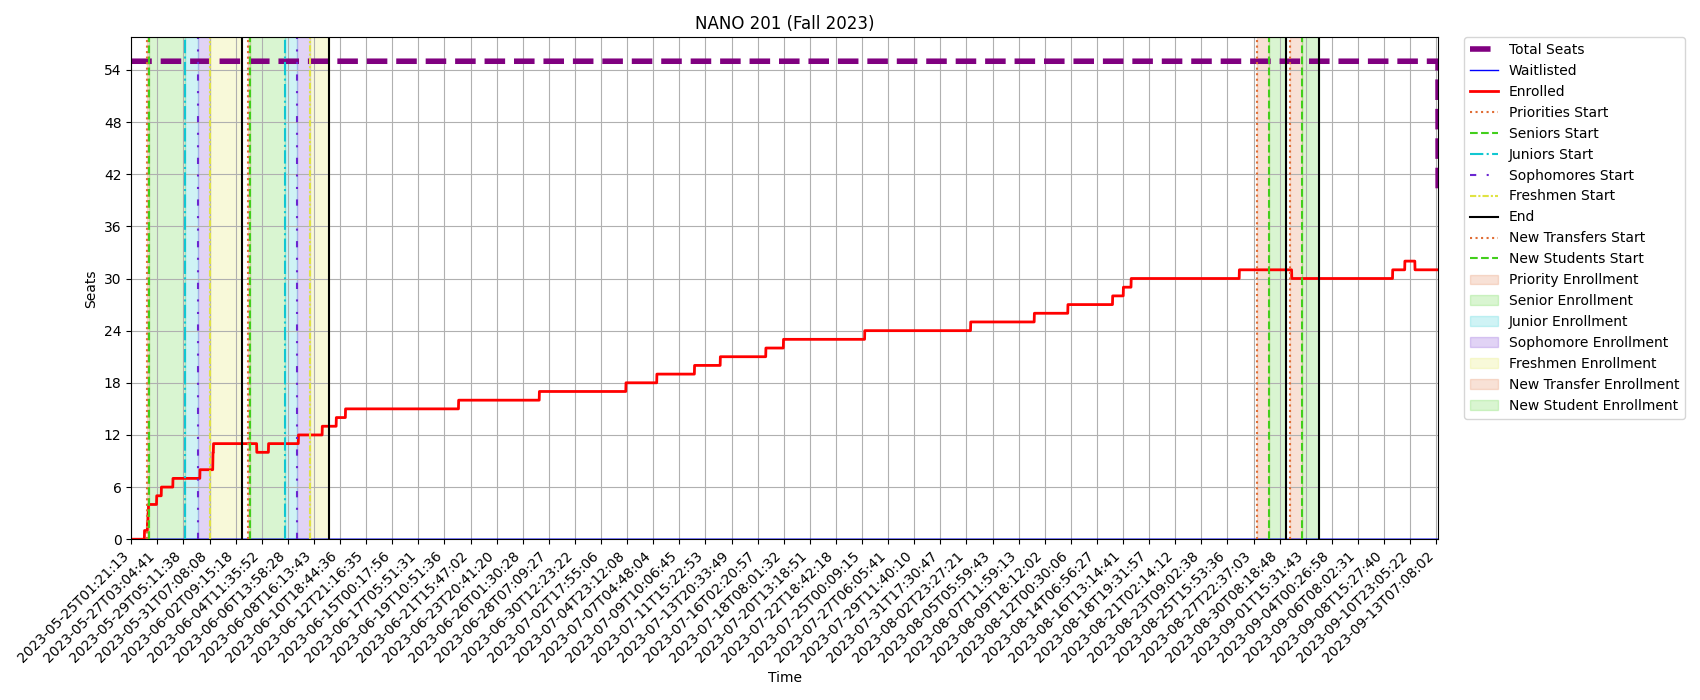 NANO 201 (Fall 2023)
Seats
54
48
42
36
30
24
18
12
6
0
2023-05-25T01:21:13
2023-05-27T03:04:41
2023-05-29T05:11:38
2023-05-31T07:08:08
2023-06-02T09:15:18
2023-06-04T11:35:52
2023-06-06T13:58:28
2023-06-08T16:13:43
2023-06-10T18:44:36
2023-06-12T21:16:35
2023-06-15T00:17:56
2023-06-17T05:51:31
2023-06-19T10:51:36
2023-06-21T15:47:02
2023-06-23T20:41:20
2023-06-26T01:30:28
2023-06-28T07:09:27
2023-06-30T12:23:22
2023-07-02T17:55:06
2023-07-04T23:12:08
2023-07-07T04:48:04
2023-07-09T10:06:45
2023-07-11T15:22:53
2023-07-13T20:33:49
2023-07-16T02:20:57
2023-07-18T08:01:32
2023-07-20T13:18:51
2023-07-22T18:42:18
2023-07-25T00:09:15
2023-07-27T06:05:41
2023-07-29T11:40:10
2023-07-31T17:30:47
2023-08-02T23:27:21
2023-08-05T05:59:43
2023-08-07T11:59:13
2023-08-09T18:12:02
2023-08-12T00:30:06
2023-08-14T06:56:27
2023-08-16T13:14:41
2023-08-18T19:31:57
2023-08-21T02:14:12
2023-08-23T09:02:38
2023-08-25T15:53:36
2023-08-27T22:37:03
2023-08-30T08:18:48
2023-09-01T15:31:43
2023-09-04T00:26:58
2023-09-06T08:02:31
2023-09-08T15:27:40
2023-09-10T23:05:22
2023-09-13T07:08:02
Time
Total Seats
Waitlisted
Enrolled
Priorities Start
Seniors Start
Juniors Start
Sophomores Start
Freshmen Start
End
New Transfers Start
New Students Start
Priority Enrollment
Senior Enrollment
Junior Enrollment
Sophomore Enrollment
Freshmen Enrollment
New Transfer Enrollment
New Student Enrollment